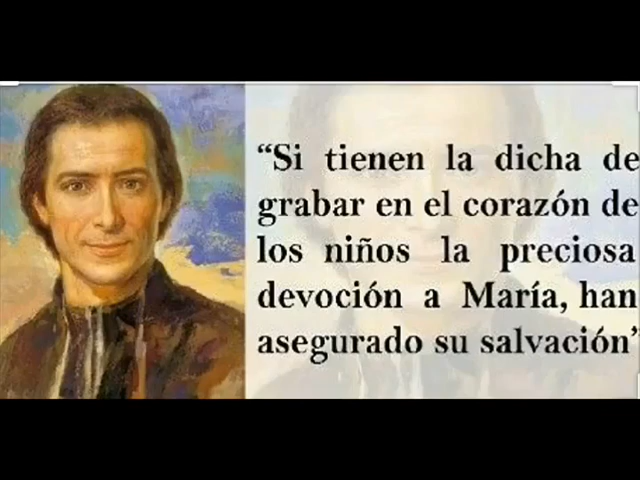 “Si tienen la dicha de
grabar en el corazón de
los niños la preciosa
devoción a María, han
asegurado su salvación”